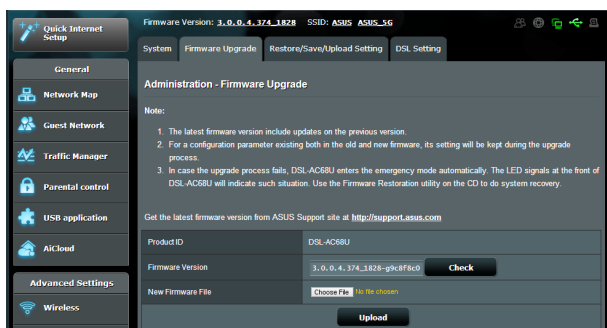 Quick Internet
Setup
General
Network Map
Guest Network
Traffic Manager
Parental control
USB application
AiCloud
Advanced Settings
Wireless
Firmware Version: 3.0.0.4.374_1828 SSID: ASUS ASUS_5G
System Firmware Upgrade Restore/Save/Upload Setting DSL Setting
Administration - Firmware Upgrade
Note:
1. The latest firmware version include updates on the previous version.
2. For a configuration parameter existing both in the old and new firmware, its setting will be kept during the upgrade
process.
3. In case the upgrade process fails, DSL-AC68U enters the emergency mode automatically. The LED signals at the front of
DSL-AC68U will indicate such situation. Use the Firmware Restoration utility on the CD to do system recovery.
Get the latest firmware version from ASUS Support site at http://support.asus.com
Product ID DSL-AC68U
Firmware Version 3.0.0.4.374_1828-g9c8f8c0 Check
New Firmware File Choose File No file chosen
Upload